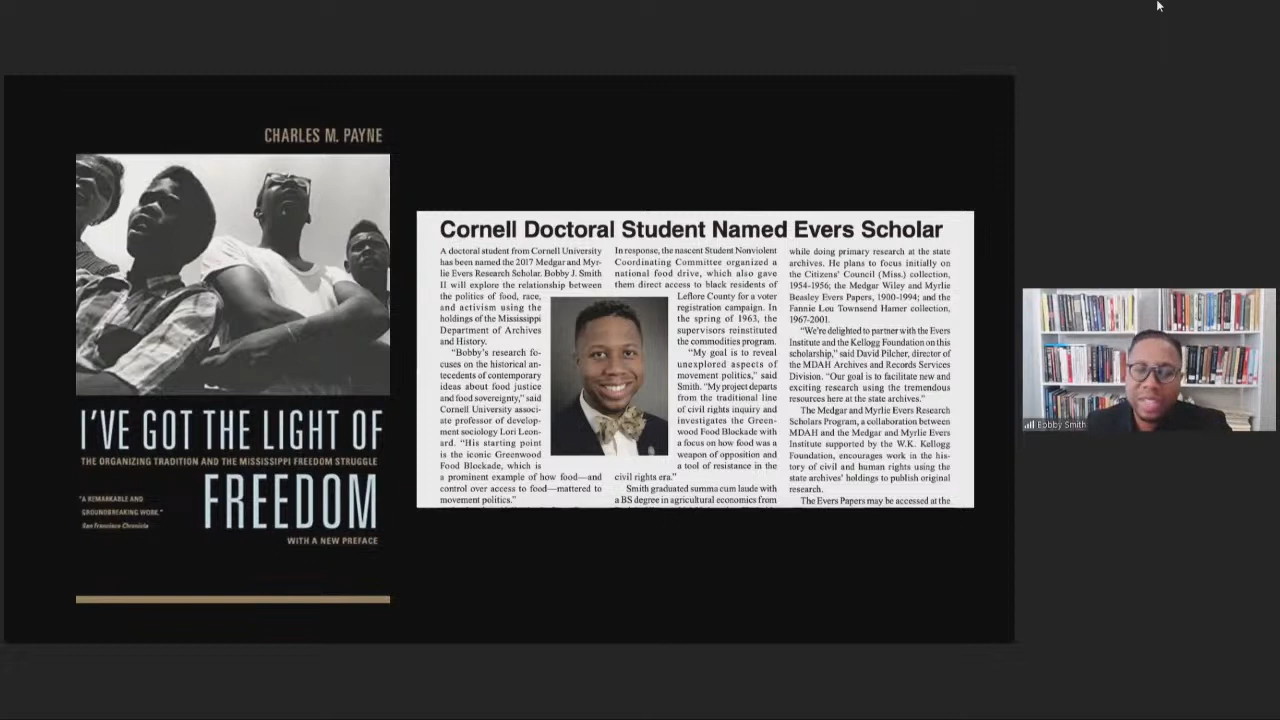 CHARLES M. PAYNE
I'VE GOT THE LIGHT OF
THE ORGANIZING TRADITION AND THE MISSISSIPPI FREEDOM STRUGGLE
"A REMARKABLE AND
GROUNDBREAKING WORK."
San Francisco Chronicle
FREEDOM
WITH A NEW PREFACE
Cornell Doctoral Student Named Evers Scholar
A doctoral student from Cornell University
has been named the 2017 Medgar and Myr-
lie Evers Research Scholar. Bobby J. Smith
II will explore the relationship between
the politics of food, race,
and activism using the
holdings of the Mississippi
Department of Archives
and History.
"Bobby's research fo-
cuses on the historical an-
tecedents of contemporary
ideas about food justice
and food sovereignty," said
Cornell University associ-
ate professor of develop-
ment sociology Lori Leon-
ard. "His starting point
is the iconic Greenwood
Food Blockade, which is
a prominent example of how food—and
control over access to food—mattered to
movement politics."
In response, the nascent Student Nonviolent
Coordinating Committee organized a
national food drive, which also gave
them direct access to black residents of
Leflore County for a voter
registration campaign. In
the spring of 1963, the
supervisors reinstituted
the commodities program.
"My goal is to reveal
unexplored aspects of
movement politics," said
Smith. "My project departs
from the traditional line
of civil rights inquiry and
investigates the Green-
wood Food Blockade with
a focus on how food was a
weapon of opposition and
a tool of resistance in the
civil rights era."
Smith graduated summa cum laude with
a BS degree in agricultural economics from
while doing primary research at the state
archives. He plans to focus initially on
the Citizens' Council (Miss.) collection,
1954-1956; the Medgar Wiley and Myrlie
Beasley Evers Papers, 1900-1994; and the
Fannie Lou Townsend Hamer collection,
1967-2001.
"We're delighted to partner with the Evers
Institute and the Kellogg Foundation on this
scholarship," said David Pilcher, director of
the MDAH Archives and Records Services
Division. "Our goal is to facilitate new and
exciting research using the tremendous
resources here at the state archives."
The Medgar and Myrlie Evers Research
Scholars Program, a collaboration between
MDAH and the Medgar and Myrlie Evers
Institute supported by the W.K. Kellogg
Foundation, encourages work in the his-
tory of civil and human rights using the
state archives' holdings to publish original
research.
The Evers Papers may be accessed at the
Bobby Smith